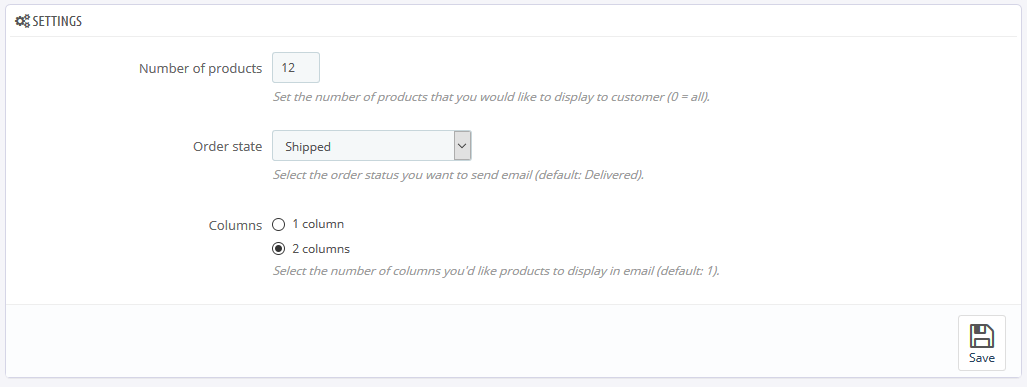 SETTINGS
Number of products 12
Set the number of products that you would like to display to customer (0 = all).
Order state Shipped
Select the order status you want to send email (default: Delivered).
Columns 1 column
2 columns
Select the number of columns you'd like products to display in email (default: 1).
Save